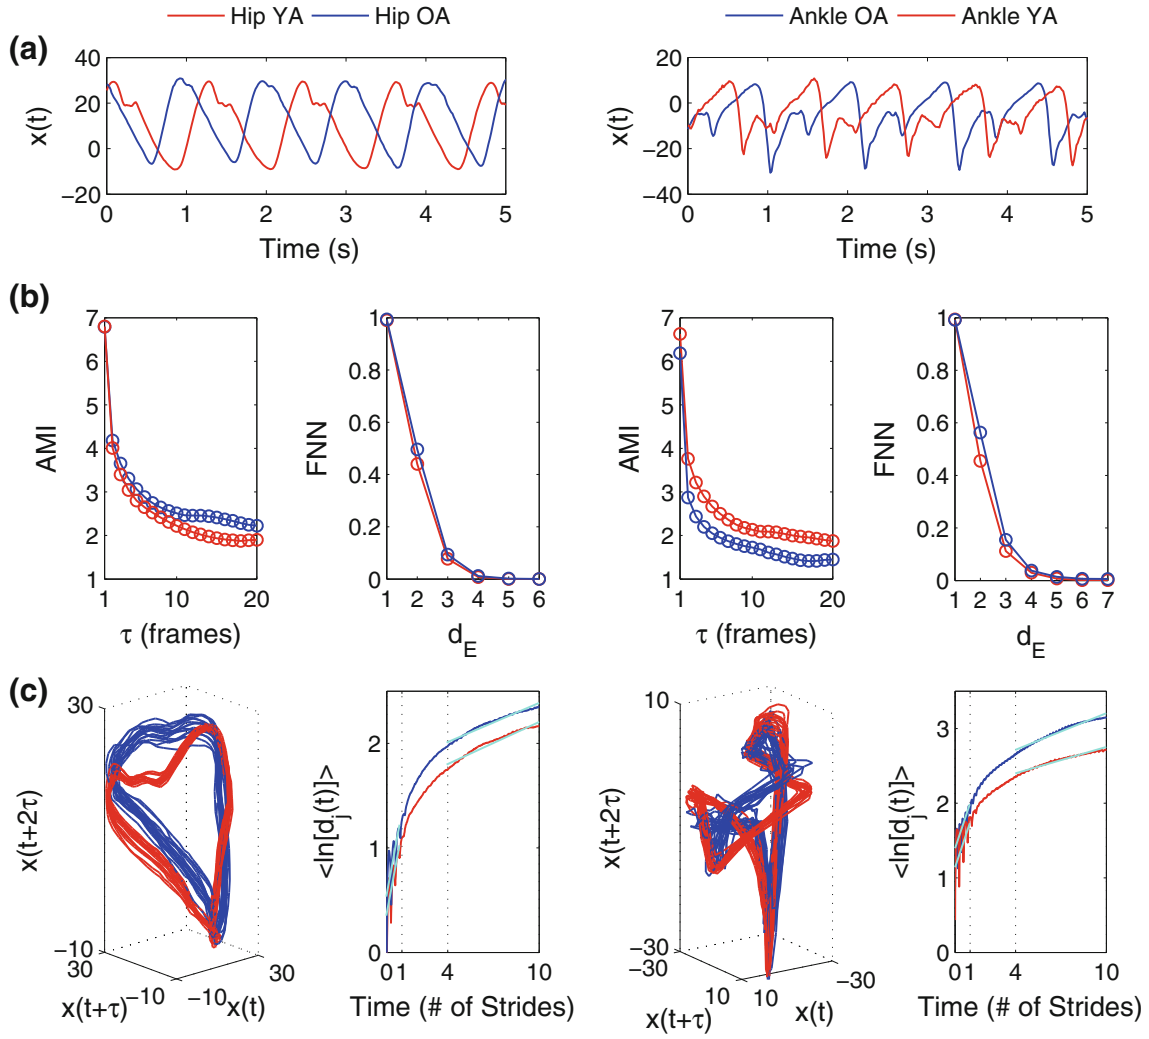 Hip YA Hip OA Ankle OA Ankle YA
(a)
40
20
0
−20
x(t)
0 1 2 3 4 5
Time (s)
20
0
−20
−40
x(t)
0 1 2 3 4 5
Time (s)
(b)
7
6
5
4
3
2
1
AMI
1 10 20
τ (frames)
1
0.8
0.6
0.4
0.2
0
FNN
1 2 3 4 5 6
d_E
7
6
5
4
3
2
1
AMI
1 10 20
τ (frames)
1
0.8
0.6
0.4
0.2
0
FNN
1 2 3 4 5 6 7
d_E
(c)
30
x(t+2τ)
−10
30
x(t+τ)
−10
−10
x(t)
30
2
1
0
<ln[d_j(t)]>
0 1 4 10
Time (# of Strides)
10
x(t+2τ)
−30
−30
x(t+τ)
10
10
x(t)
−30
3
2
1
0
<ln[d_j(t)]>
0 1 4 10
Time (# of Strides)